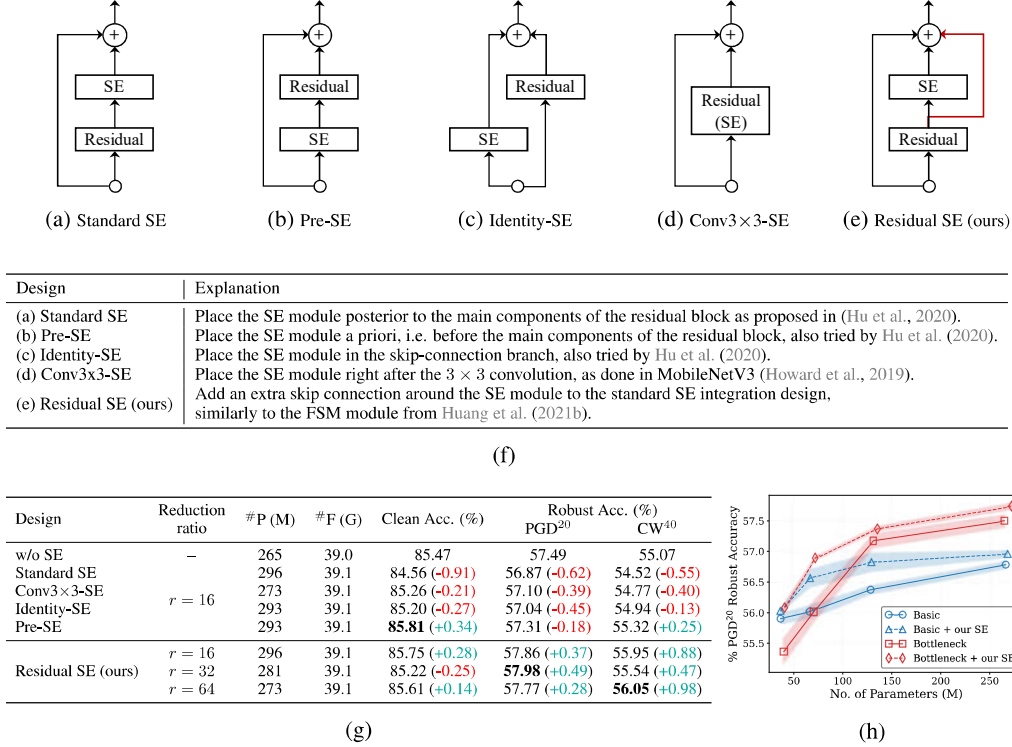 + + + + +
SE Residual Residual Residual (SE) SE
Residual SE SE Residual
(a) Standard SE (b) Pre-SE (c) Identity-SE (d) Conv3×3-SE (e) Residual SE (ours)
Design Explanation
(a) Standard SE Place the SE module posterior to the main components of the residual block as proposed in (Hu et al., 2020).
(b) Pre-SE Place the SE module a priori, i.e. before the main components of the residual block, also tried by Hu et al. (2020).
(c) Identity-SE Place the SE module in the skip-connection branch, also tried by Hu et al. (2020).
(d) Conv3x3-SE Place the SE module right after the 3 × 3 convolution, as done in MobileNetV3 (Howard et al., 2019).
(e) Residual SE (ours) Add an extra skip connection around the SE module to the standard SE integration design,
similarly to the FSM module from Huang et al. (2021b).
(f)
Design Reduction ratio #P (M) #F (G) Clean Acc. (%) Robust Acc. (%)
PGD20 CW40
w/o SE – 265 39.0 85.47 57.49 55.07
Standard SE r = 16 296 39.1 84.56 (-0.91) 56.87 (-0.62) 54.52 (-0.55)
Conv3×3-SE 273 39.1 85.26 (-0.21) 57.10 (-0.39) 54.77 (-0.40)
Identity-SE 293 39.1 85.20 (-0.27) 57.04 (-0.45) 54.94 (-0.13)
Pre-SE 293 39.1 85.81 (+0.34) 57.31 (-0.18) 55.32 (+0.25)
Residual SE (ours) r = 16 296 39.1 85.75 (+0.28) 57.86 (+0.37) 55.95 (+0.88)
r = 32 281 39.1 85.22 (-0.25) 57.98 (+0.49) 55.54 (+0.47)
r = 64 273 39.1 85.61 (+0.14) 57.77 (+0.28) 56.05 (+0.98)
(g)
% PGD20 Robust Accuracy
57.5
57.0
56.5
56.0
55.5
Basic
Basic + our SE
Bottleneck
Bottleneck + our SE
50 100 150 200 250
No. of Parameters (M)
(h)